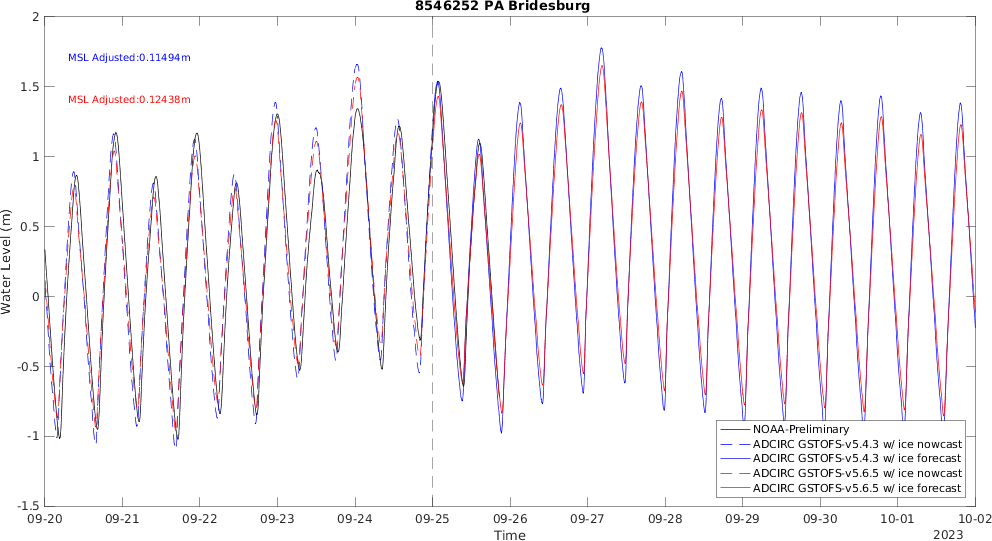 8546252 PA Bridesburg
2
1.5
1
0.5
0
-0.5
-1
-1.5
Water Level (m)
MSL Adjusted:0.11494m
MSL Adjusted:0.12438m
NOAA-Preliminary
ADCIRC GSTOFS-v5.4.3 w/ ice nowcast
ADCIRC GSTOFS-v5.4.3 w/ ice forecast
ADCIRC GSTOFS-v5.6.5 w/ ice nowcast
ADCIRC GSTOFS-v5.6.5 w/ ice forecast
09-20 09-21 09-22 09-23 09-24 09-25 09-26 09-27 09-28 09-29 09-30 10-01 10-02
Time
2023